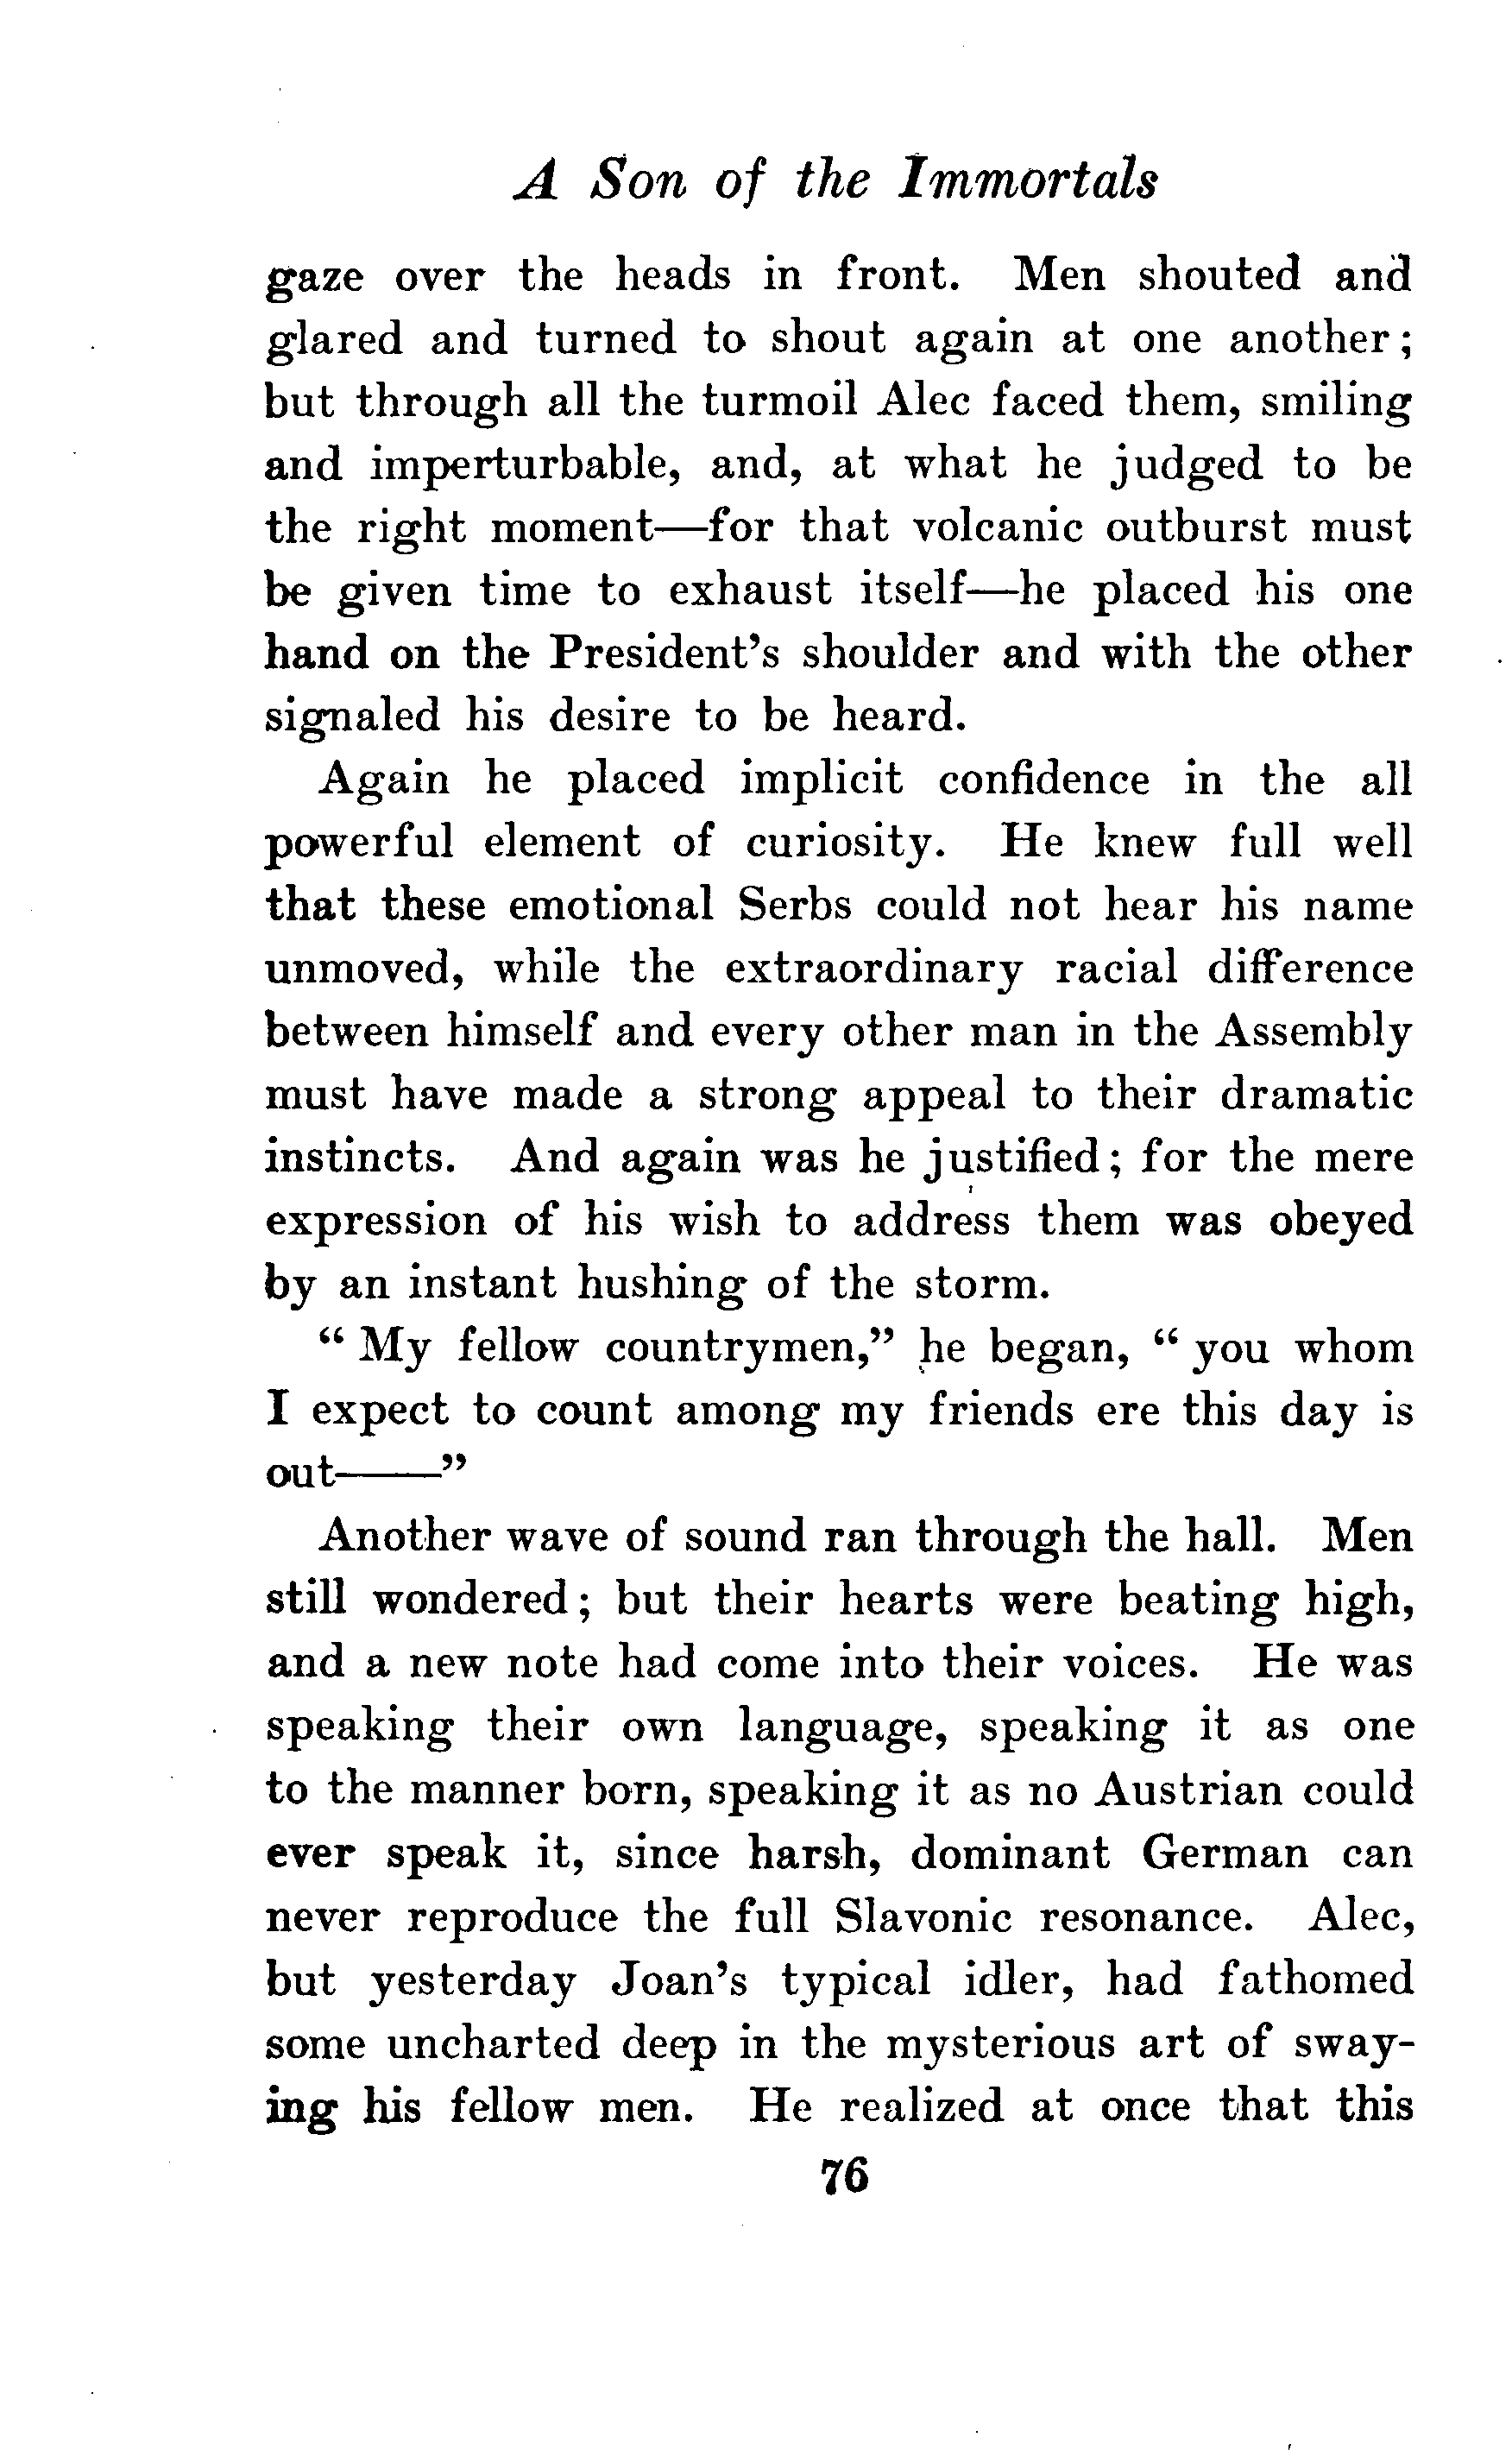 A Son of the Immortals
gaze over the heads in front. Men shouted and
glared and turned to shout again at one another;
but through all the turmoil Alec faced them, smiling
and imperturbable, and, at what he judged to be
the right moment—for that volcanic outburst must
be given time to exhaust itself—he placed his one
hand on the President's shoulder and with the other
signaled his desire to be heard.
Again he placed implicit confidence in the all
powerful element of curiosity. He knew full well
that these emotional Serbs could not hear his name
unmoved, while the extraordinary racial difference
between himself and every other man in the Assembly
must have made a strong appeal to their dramatic
instincts. And again was he justified; for the mere
expression of his wish to address them was obeyed
by an instant hushing of the storm.
"My fellow countrymen," he began, "you whom
I expect to count among my friends ere this day is
out——"
Another wave of sound ran through the hall. Men
still wondered; but their hearts were beating high,
and a new note had come into their voices. He was
speaking their own language, speaking it as one
to the manner born, speaking it as no Austrian could
ever speak it, since harsh, dominant German can
never reproduce the full Slavonic resonance. Alec,
but yesterday Joan's typical idler, had fathomed
some uncharted deep in the mysterious art of sway-
ing his fellow men. He realized at once that this
76